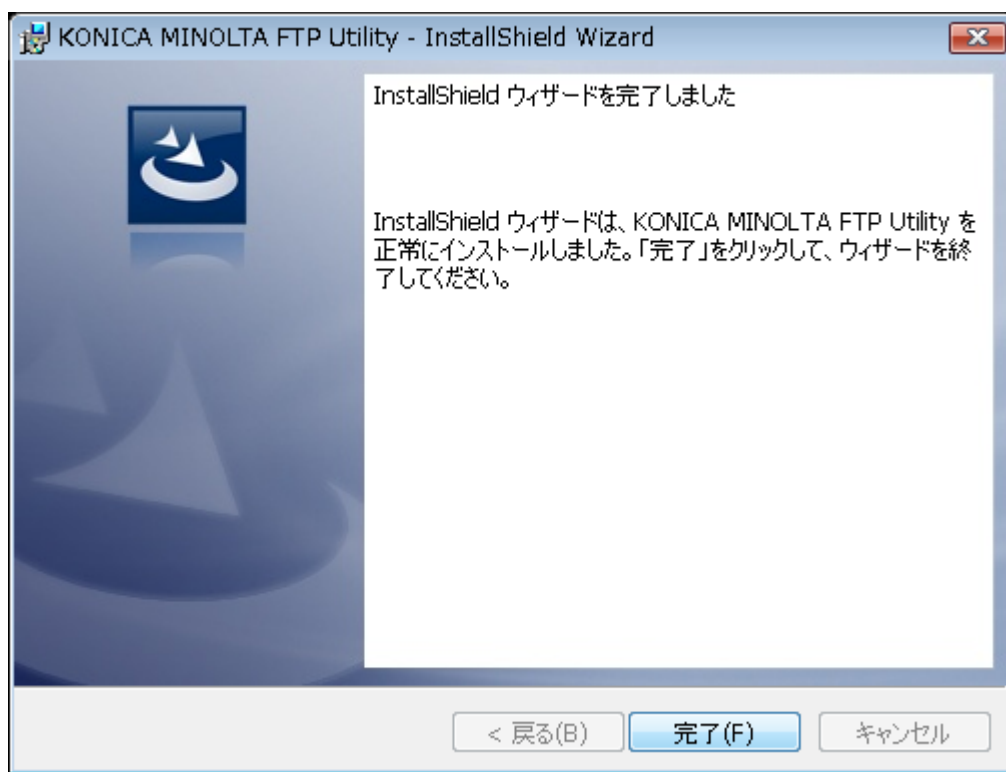 KONICA MINOLTA FTP Utility - InstallShield Wizard
InstallShield ウィザードを完了しました
InstallShield ウィザードは、KONICA MINOLTA FTP Utility を
正常にインストールしました。「完了」をクリックして、ウィザードを終
了してください。
< 戻る(B) 完了(F) キャンセル